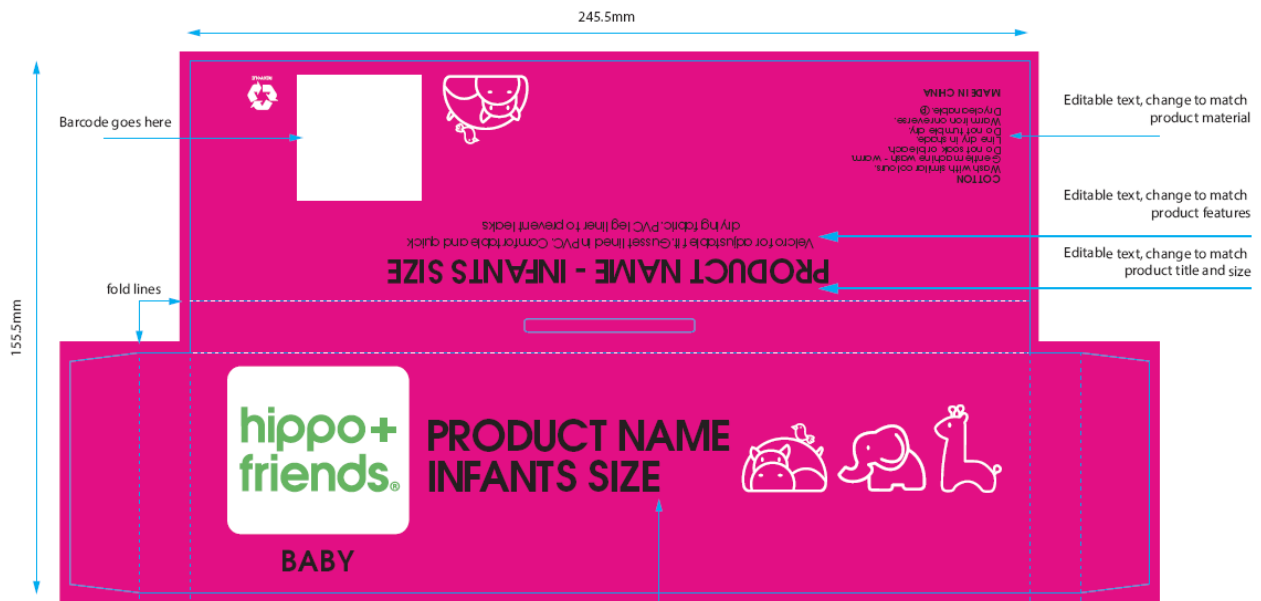 245.5mm
155.5mm
Barcode goes here
fold lines
Editable text, change to match
product material
Editable text, change to match
product features
Editable text, change to match
product title and size
RECYCLE
COTTON
Wash with similar colours.
Gentle machine wash - warm
Do not soak or bleach.
Line dry in shade.
Do not tumble dry.
Warm iron on reverse.
Drycleanable. Ⓟ
MADE IN CHINA
PRODUCT NAME - INFANTS SIZE
Velcro for adjustable fit. Gusset lined in PVC. Comfortable and quick
drying fabric. PVC leg liner to prevent leaks
hippo+
friends®
BABY
PRODUCT NAME
INFANTS SIZE